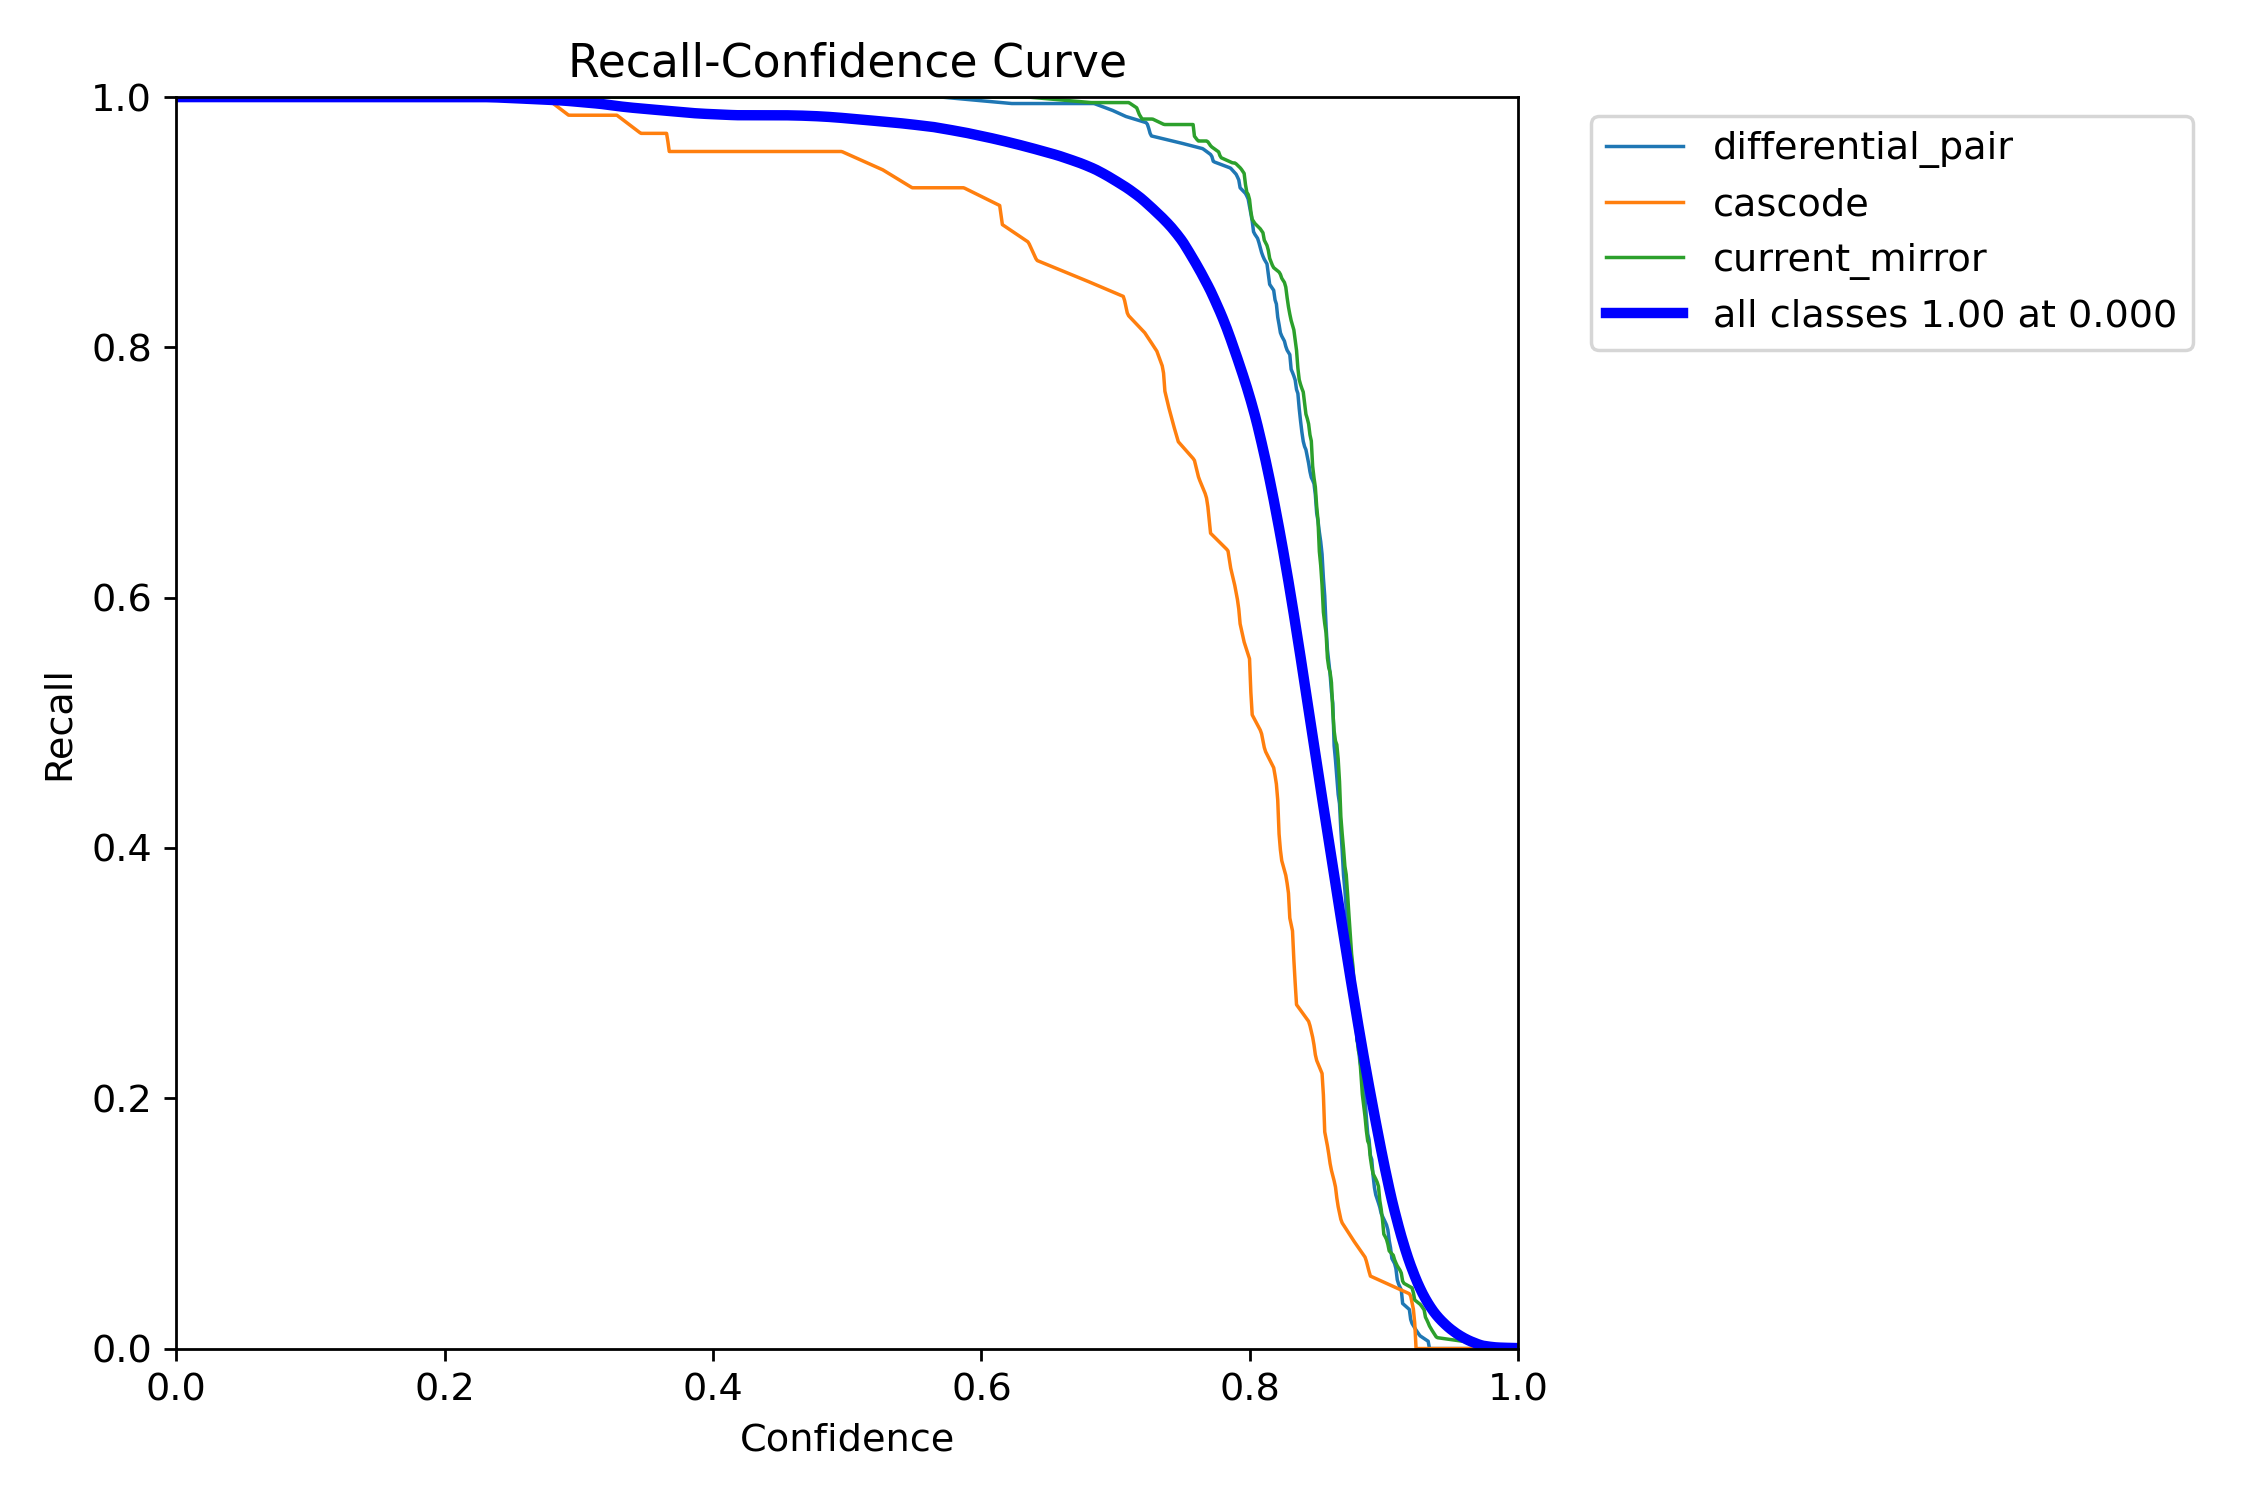 Recall-Confidence Curve
1.0
0.8
0.6
0.4
0.2
0.0
Recall
0.0 0.2 0.4 0.6 0.8 1.0
Confidence
differential_pair
cascode
current_mirror
all classes 1.00 at 0.000